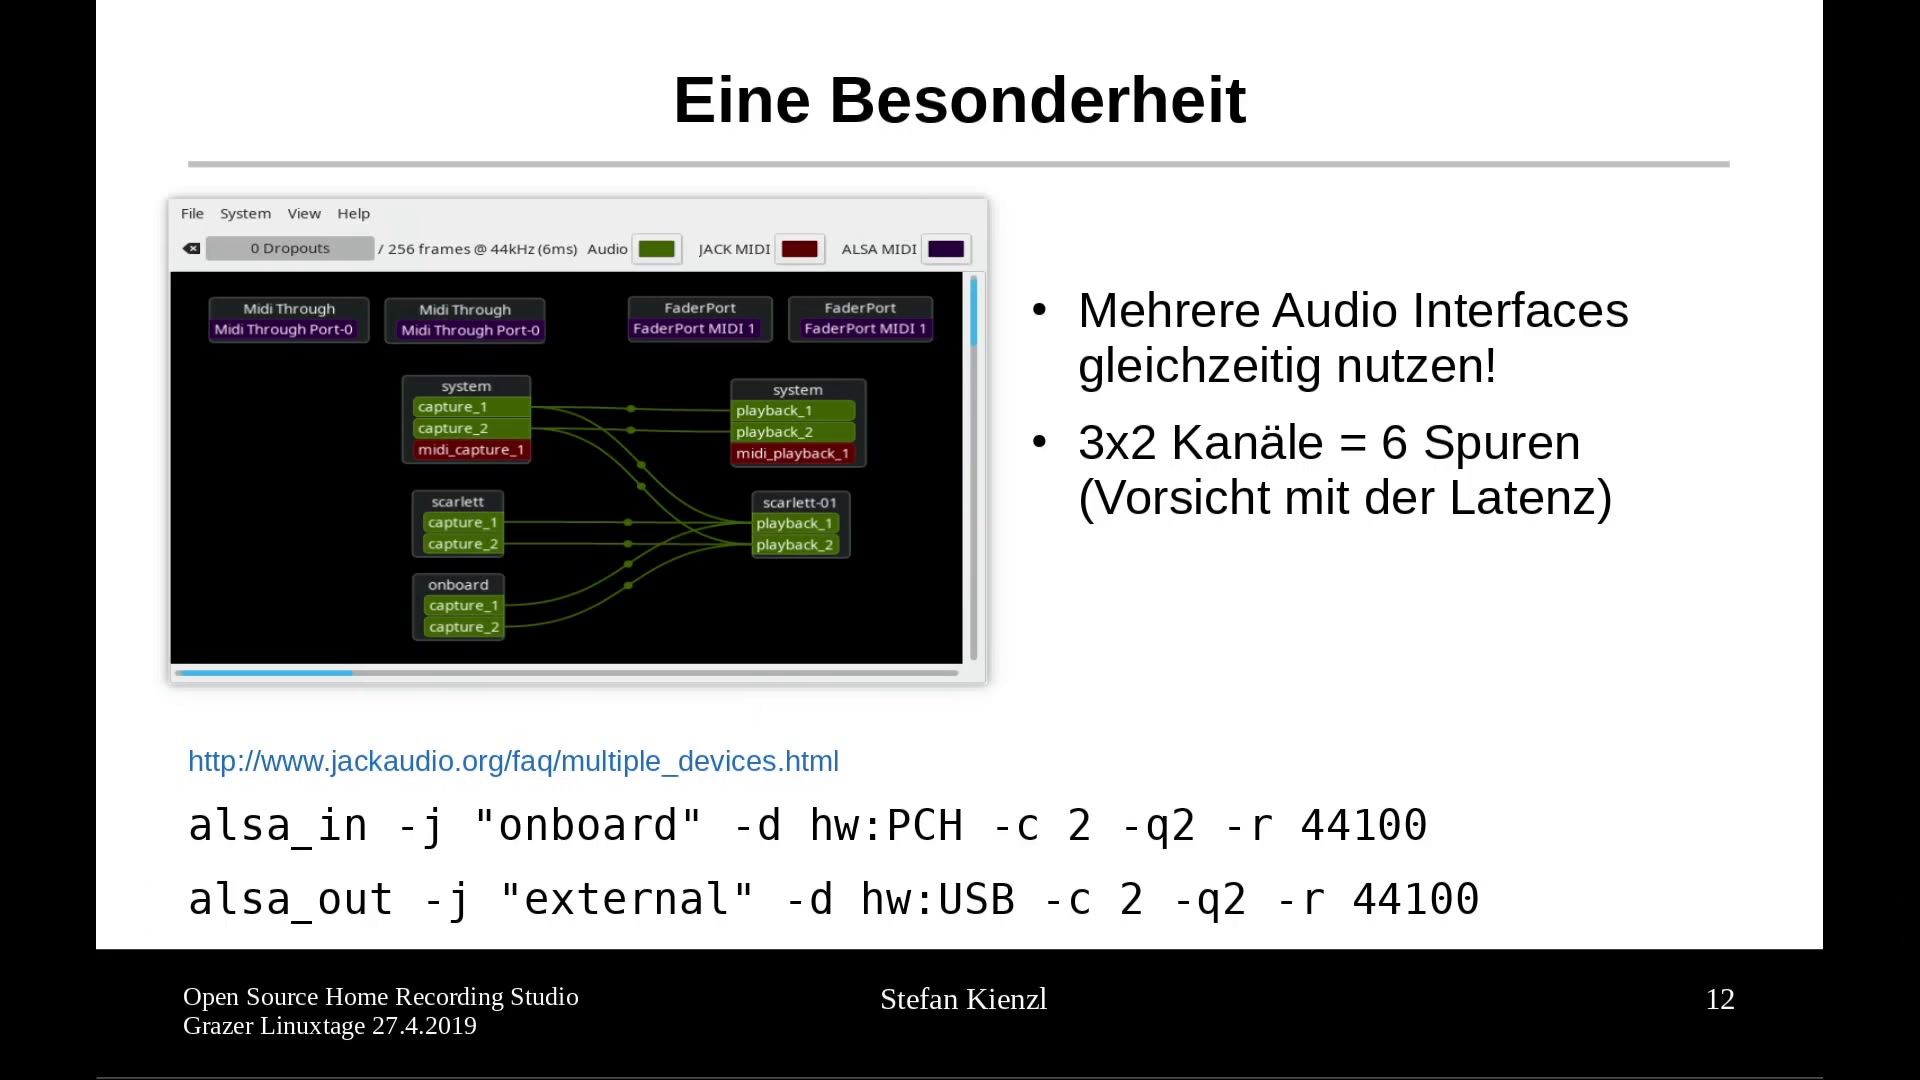 Eine Besonderheit
File System View Help
0 Dropouts / 256 frames @ 44kHz (6ms) Audio JACK MIDI ALSA MIDI
Midi Through
Midi Through Port-0
Midi Through
Midi Through Port-0
FaderPort
FaderPort MIDI 1
FaderPort
FaderPort MIDI 1
system
capture_1
capture_2
midi_capture_1
system
playback_1
playback_2
midi_playback_1
scarlett
capture_1
capture_2
scarlett-01
playback_1
playback_2
onboard
capture_1
capture_2
• Mehrere Audio Interfaces
gleichzeitig nutzen!
• 3x2 Kanäle = 6 Spuren
(Vorsicht mit der Latenz)
http://www.jackaudio.org/faq/multiple_devices.html
alsa_in -j "onboard" -d hw:PCH -c 2 -q2 -r 44100
alsa_out -j "external" -d hw:USB -c 2 -q2 -r 44100
Open Source Home Recording Studio
Grazer Linuxtage 27.4.2019
Stefan Kienzl
12